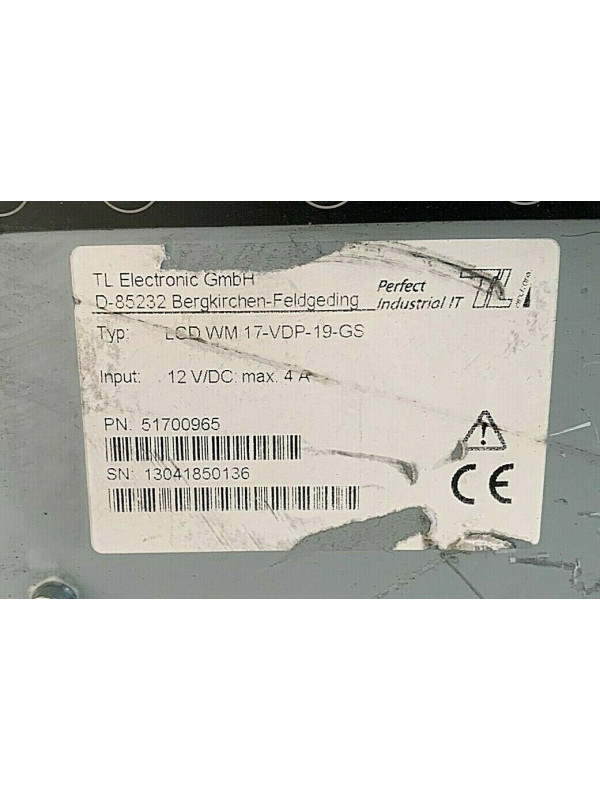 TL Electronic GmbH
D-85232 Bergkirchen-Feldgeding
Perfect
Industrial IT
TL
Typ: LCD WM 17-VDP-19-GS
Input: 12 V/DC: max. 4 A
PN: 51700965
SN: 13041850136
CE